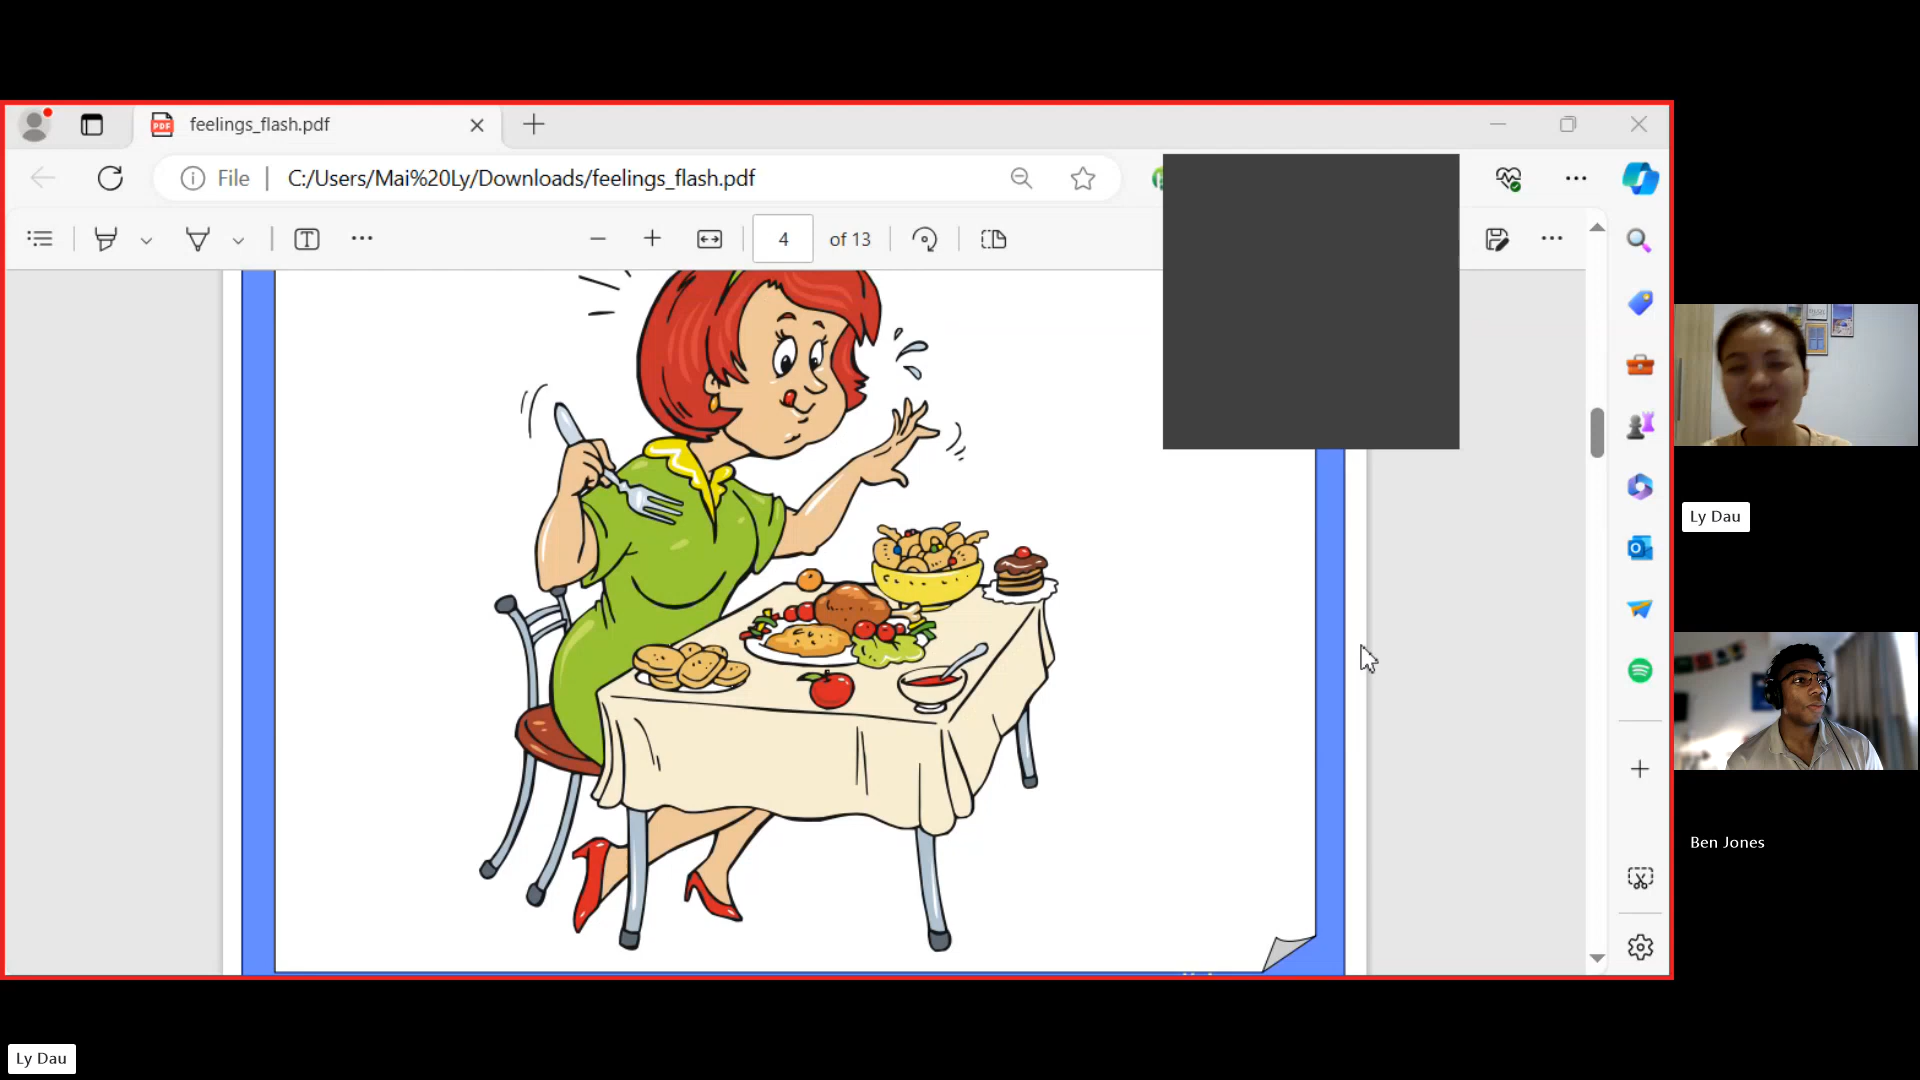 feelings_flash.pdf
File
C:/Users/Mai%20Ly/Downloads/feelings_flash.pdf
4 of 13
Ly Dau
Ben Jones
Ly Dau